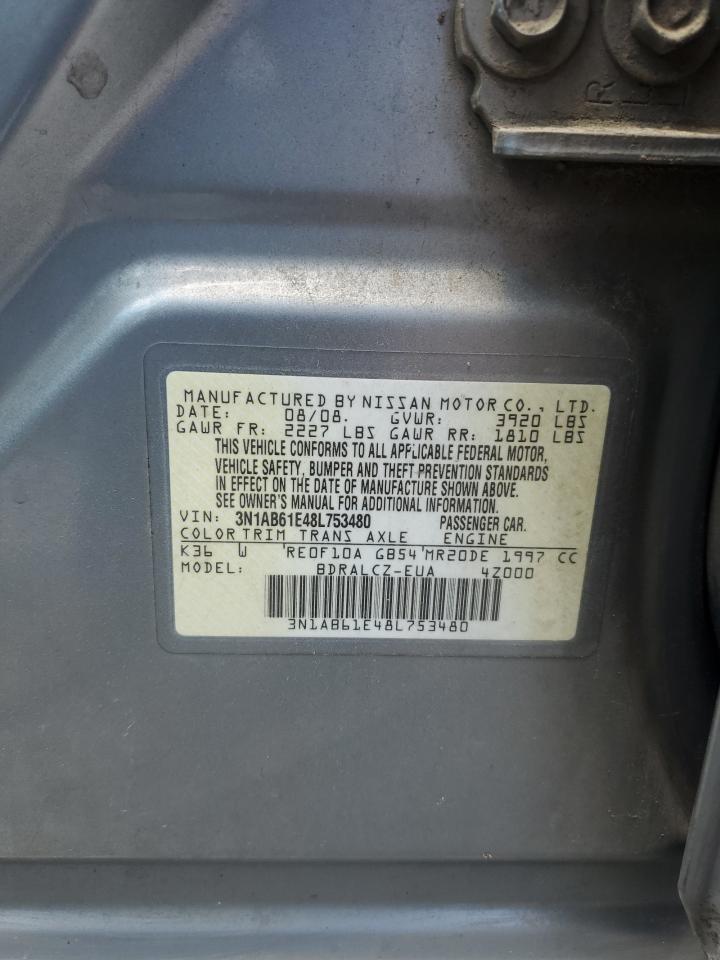 R
MANUFACTURED BY NISSAN MOTOR CO., LTD.
DATE: 08/08. GVWR: 3920 LBS
GAWR FR: 2227 LBS GAWR RR: 1810 LBS
THIS VEHICLE CONFORMS TO ALL APPLICABLE FEDERAL MOTOR,
VEHICLE SAFETY, BUMPER AND THEFT PREVENTION STANDARDS
IN EFFECT ON THE DATE OF MANUFACTURE SHOWN ABOVE.
SEE OWNER'S MANUAL FOR ADDITIONAL INFORMATION.
VIN: 3N1AB61E48L753480 PASSENGER CAR.
COLOR TRIM TRANS AXLE ENGINE
K36 W RE0F10A GB54 MR20DE 1997 CC
MODEL: BDRALCZ-EUA 4Z000
3N1AB61E48L753480